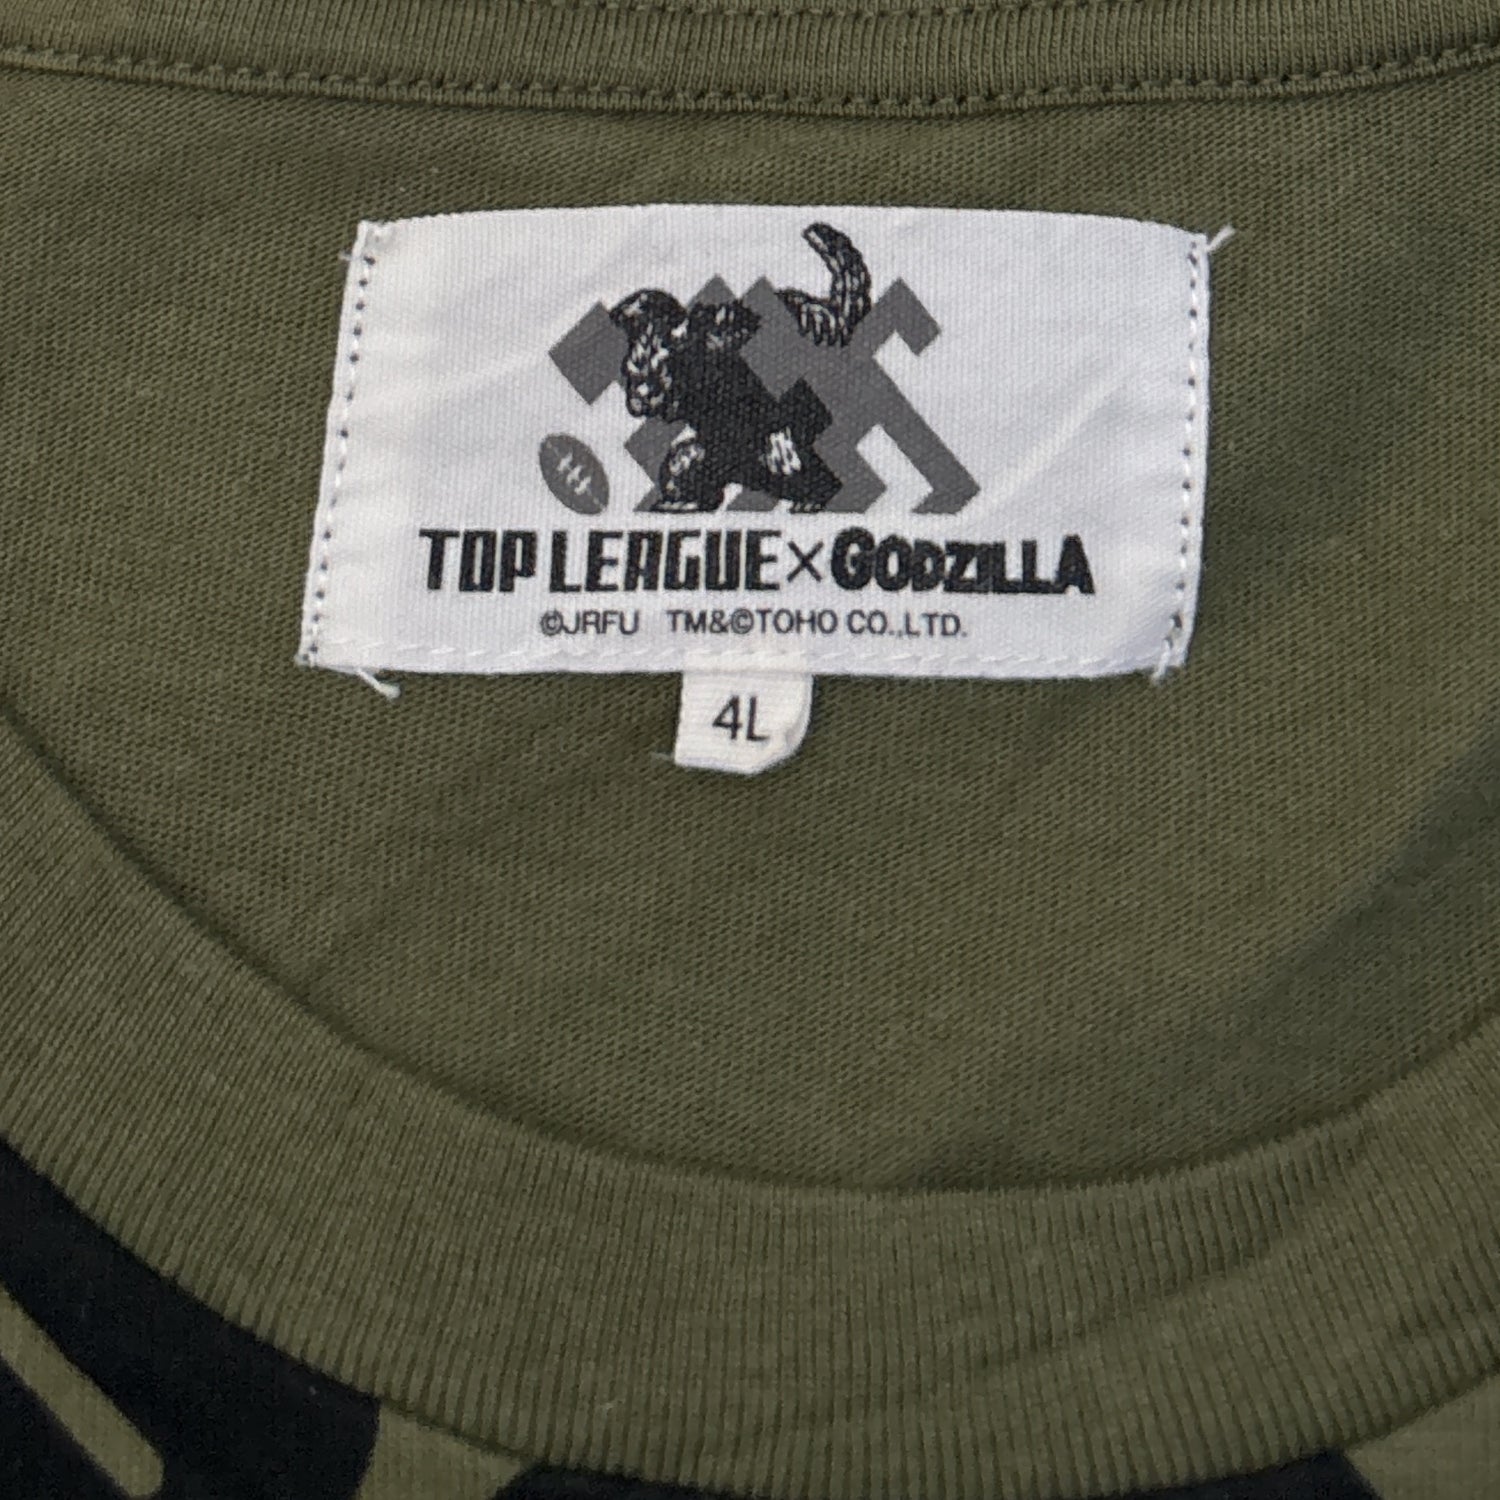 TOP LEAGUE×GODZILLA
©JRFU TM&©TOHO CO.,LTD.
4L